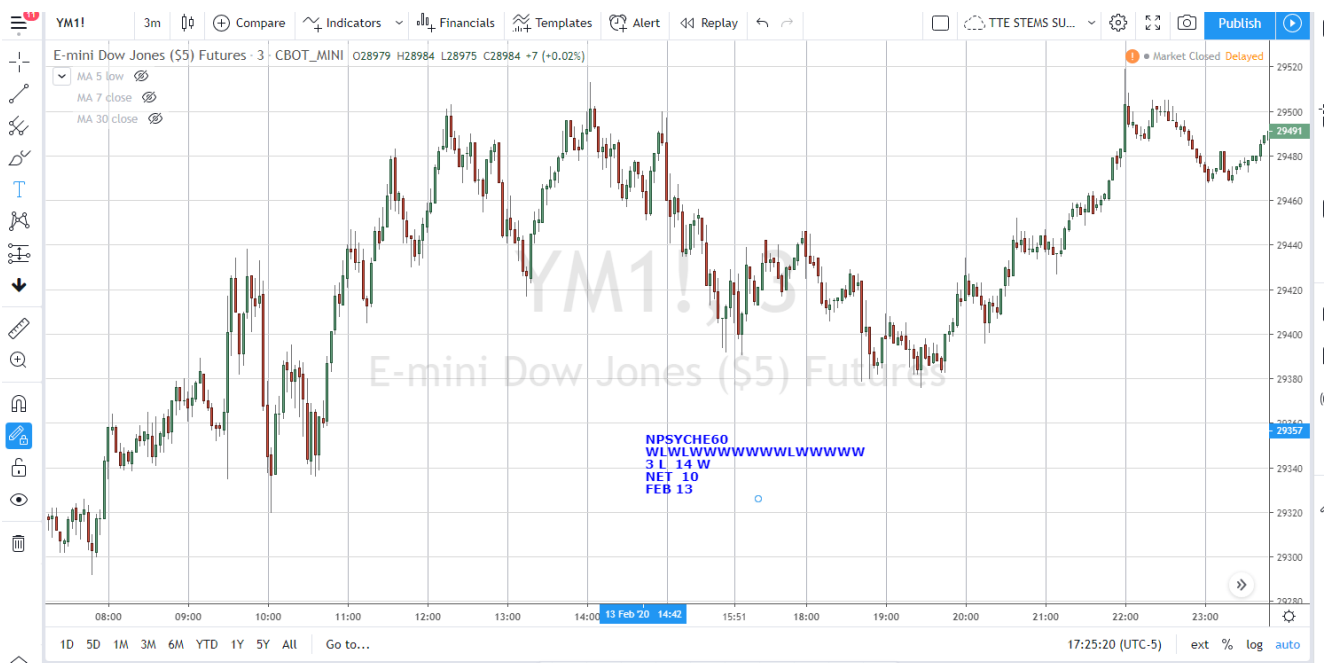 11
YM1!
3m
Compare
Indicators
Financials
Templates
Alert
Replay
TTE STEMS SU...
Publish
E-mini Dow Jones ($5) Futures · 3 · CBOT_MINI O28979 H28984 L28975 C28984 +7 (+0.02%)
Market Closed Delayed
MA 5 low
MA 7 close
MA 30 close
YM1!, 3
E-mini Dow Jones ($5) Futures
29520
29500
29491
29480
29460
29440
29420
29400
29380
29357
29340
29320
29300
29280
NPSYCHE60
WLWLWWWWWWWLWWWWW
3 L 14 W
NET 10
FEB 13
08:00 09:00 10:00 11:00 12:00 13:00 14:00 13 Feb '20 14:42 15:51 18:00 19:00 20:00 21:00 22:00 23:00
1D 5D 1M 3M 6M YTD 1Y 5Y All Go to...
17:25:20 (UTC-5) ext % log auto